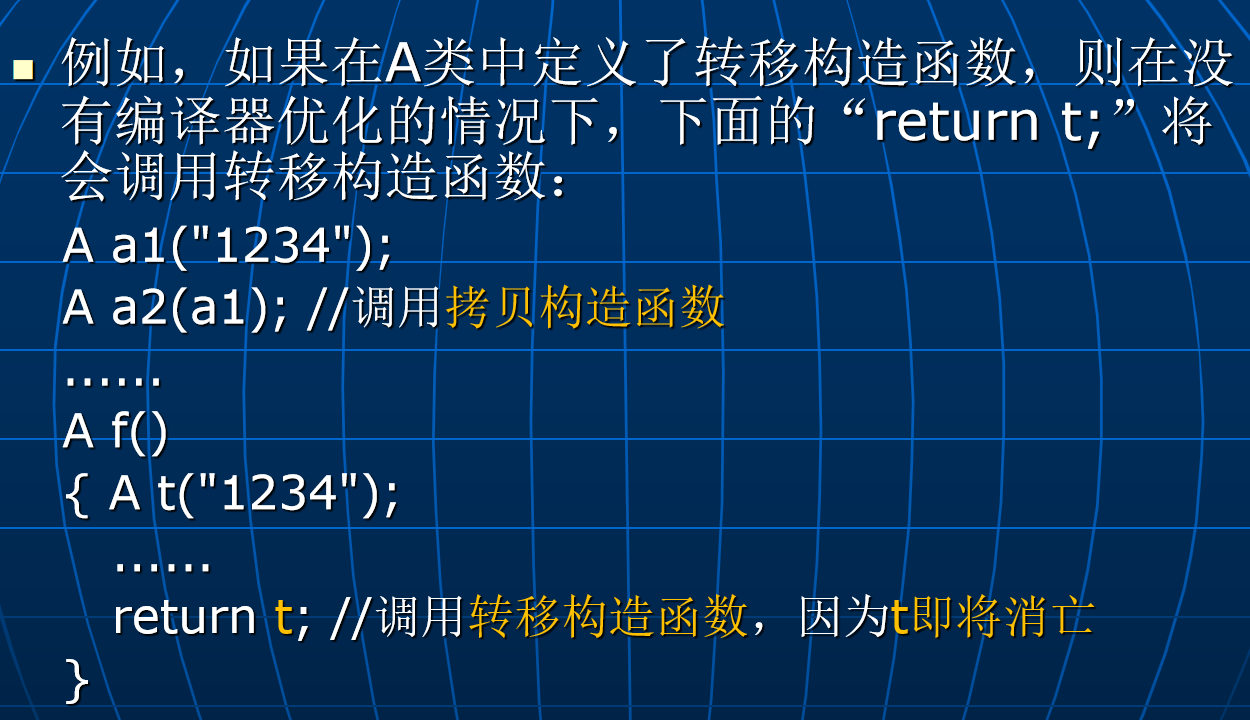 例如，如果在A类中定义了转移构造函数，则在没
有编译器优化的情况下，下面的“return t;”将
会调用转移构造函数：
A a1("1234");
A a2(a1); //调用拷贝构造函数
......
A f()
{ A t("1234");
......
return t; //调用转移构造函数，因为t即将消亡
}